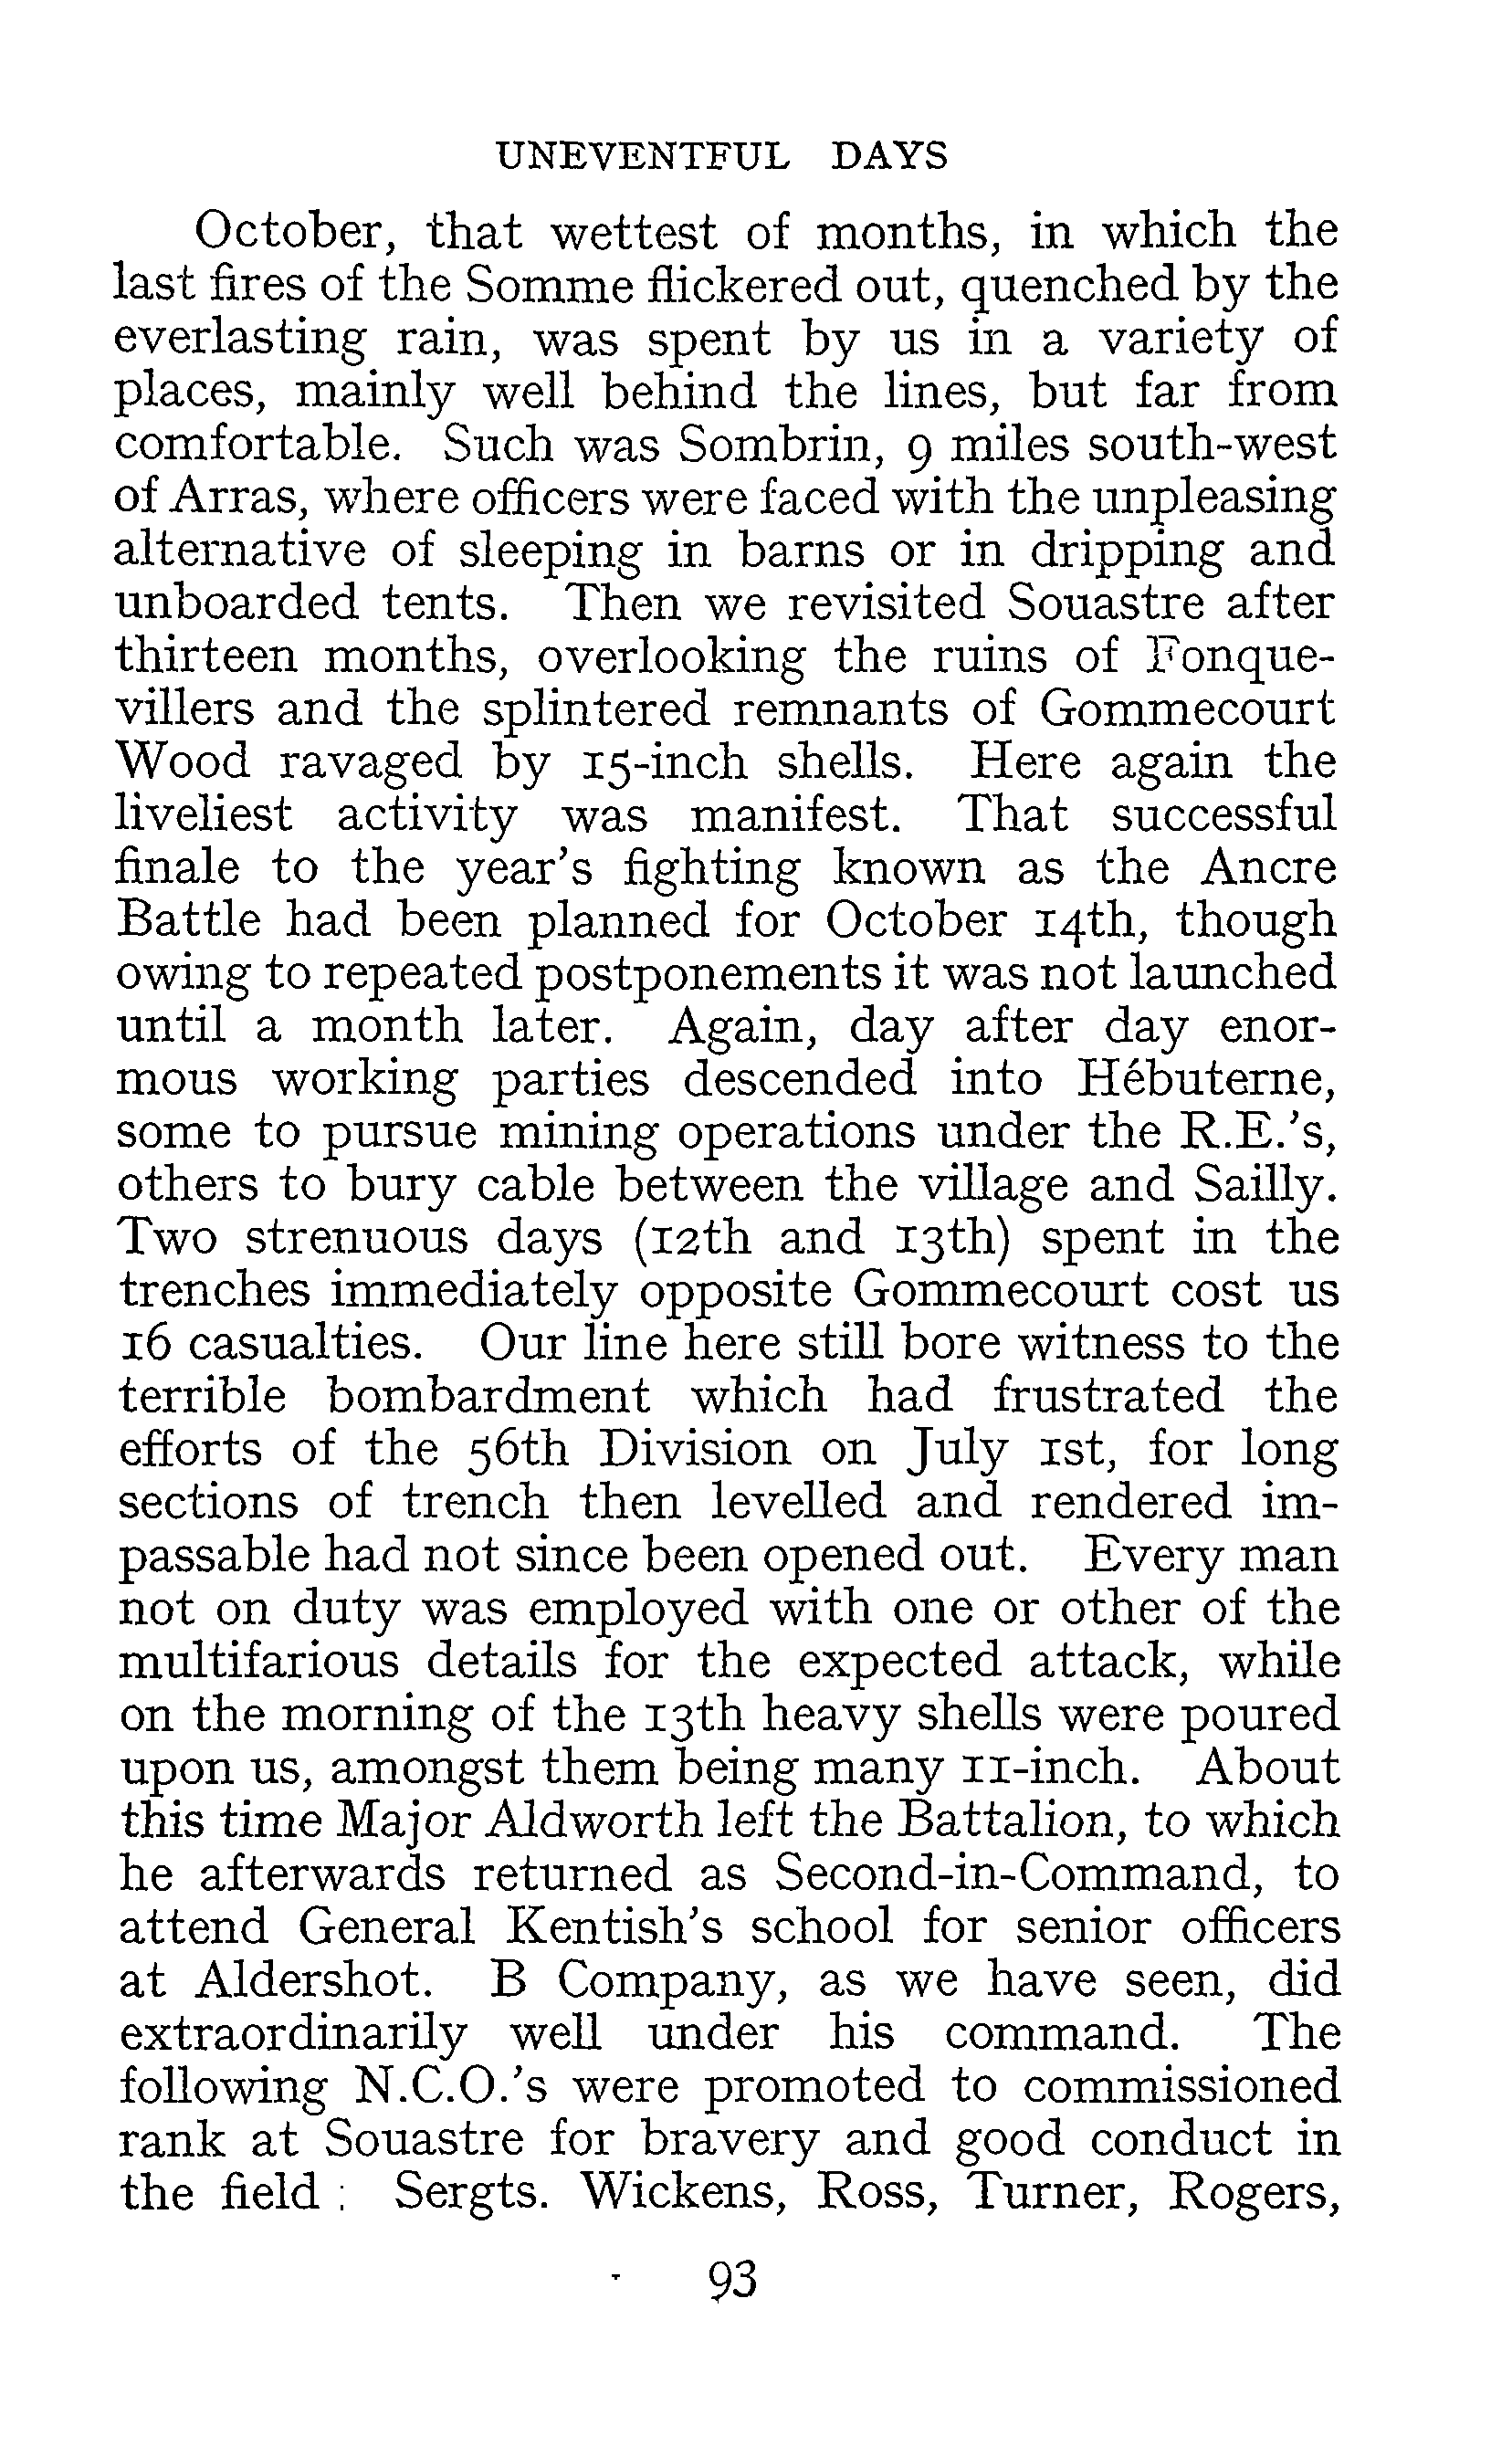 UNEVENTFUL DAYS
October, that wettest of months, in which the
last fires of the Somme flickered out, quenched by the
everlasting rain, was spent by us in a variety of
places, mainly well behind the lines, but far from
comfortable. Such was Sombrin, 9 miles south-west
of Arras, where officers were faced with the unpleasing
alternative of sleeping in barns or in dripping and
unboarded tents. Then we revisited Souastre after
thirteen months, overlooking the ruins of Fonque-
villers and the splintered remnants of Gommecourt
Wood ravaged by 15-inch shells. Here again the
liveliest activity was manifest. That successful
finale to the year's fighting known as the Ancre
Battle had been planned for October 14th, though
owing to repeated postponements it was not launched
until a month later. Again, day after day enor-
mous working parties descended into Hébuterne,
some to pursue mining operations under the R.E.'s,
others to bury cable between the village and Sailly.
Two strenuous days (12th and 13th) spent in the
trenches immediately opposite Gommecourt cost us
16 casualties. Our line here still bore witness to the
terrible bombardment which had frustrated the
efforts of the 56th Division on July 1st, for long
sections of trench then levelled and rendered im-
passable had not since been opened out. Every man
not on duty was employed with one or other of the
multifarious details for the expected attack, while
on the morning of the 13th heavy shells were poured
upon us, amongst them being many 11-inch. About
this time Major Aldworth left the Battalion, to which
he afterwards returned as Second-in-Command, to
attend General Kentish's school for senior officers
at Aldershot. B Company, as we have seen, did
extraordinarily well under his command. The
following N.C.O.'s were promoted to commissioned
rank at Souastre for bravery and good conduct in
the field : Sergts. Wickens, Ross, Turner, Rogers,
93